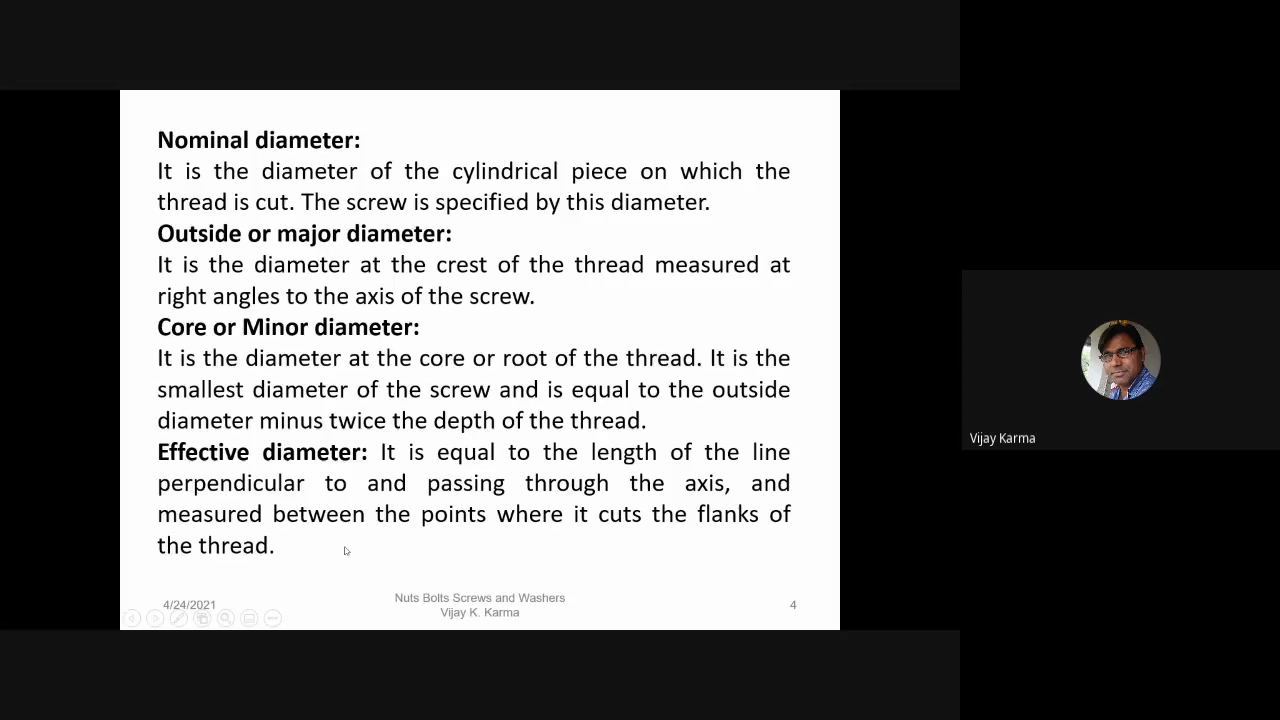 Nominal diameter:
It is the diameter of the cylindrical piece on which the
thread is cut. The screw is specified by this diameter.
Outside or major diameter:
It is the diameter at the crest of the thread measured at
right angles to the axis of the screw.
Core or Minor diameter:
It is the diameter at the core or root of the thread. It is the
smallest diameter of the screw and is equal to the outside
diameter minus twice the depth of the thread.
Effective diameter: It is equal to the length of the line
perpendicular to and passing through the axis, and
measured between the points where it cuts the flanks of
the thread.
4/24/2021
Nuts Bolts Screws and Washers
Vijay K. Karma
4
Vijay Karma